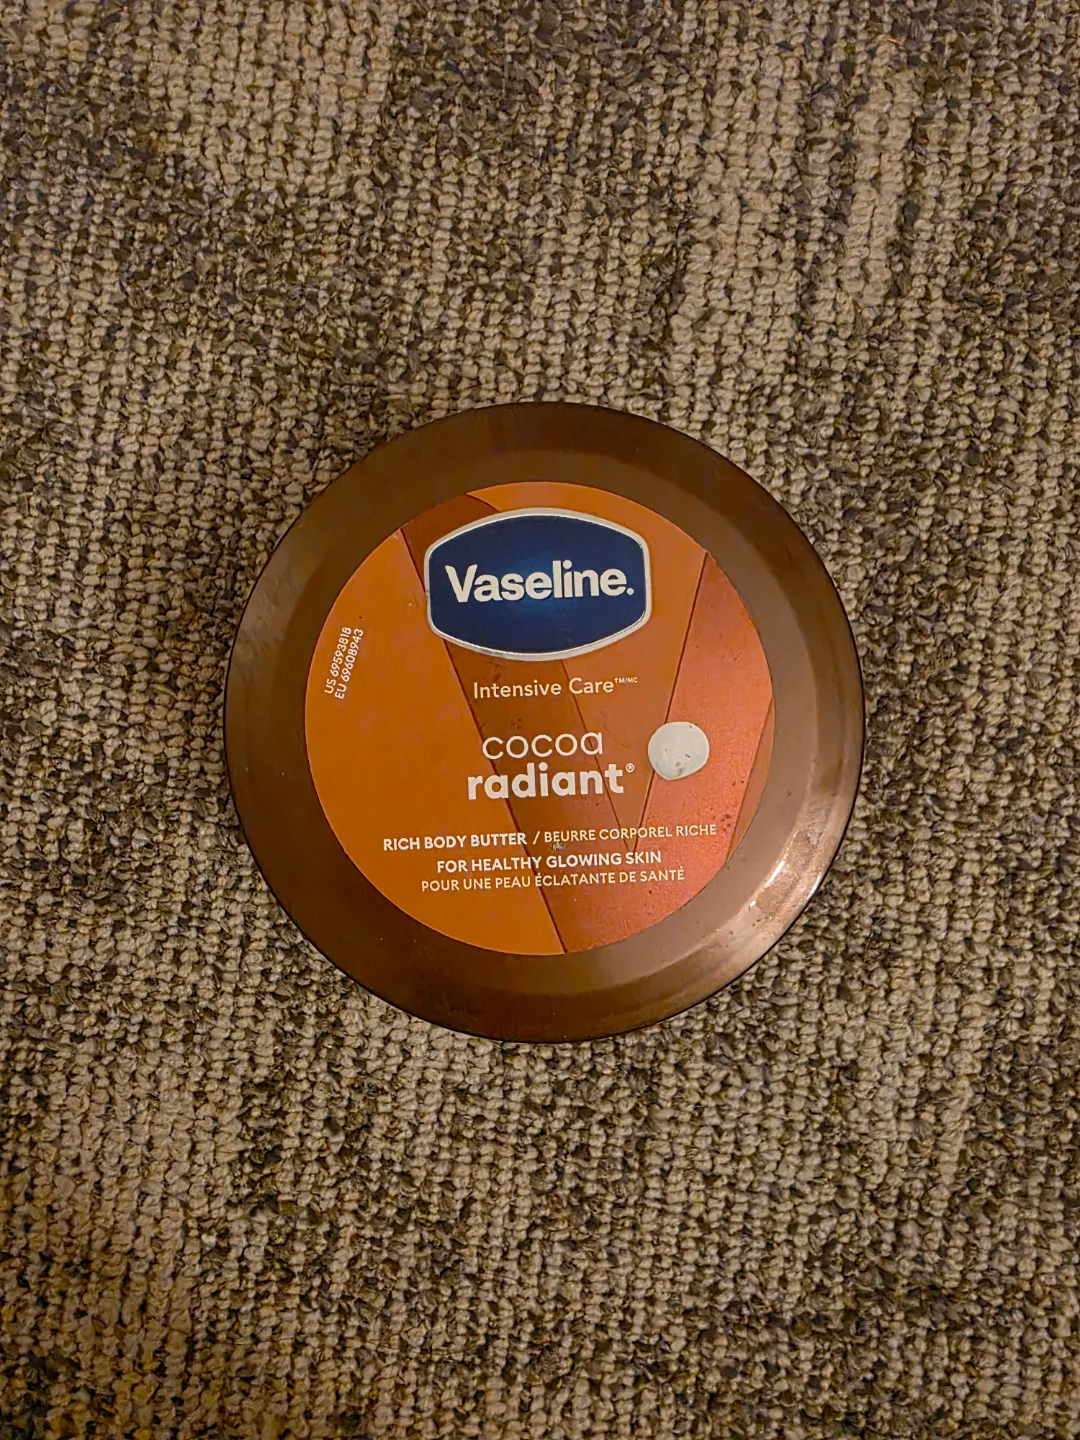 Vaseline.
Intensive Care™/MC
cocoa
radiant®
RICH BODY BUTTER / BEURRE CORPOREL RICHE
FOR HEALTHY GLOWING SKIN
POUR UNE PEAU ÉCLATANTE DE SANTÉ
US 69593818
EU 69608943